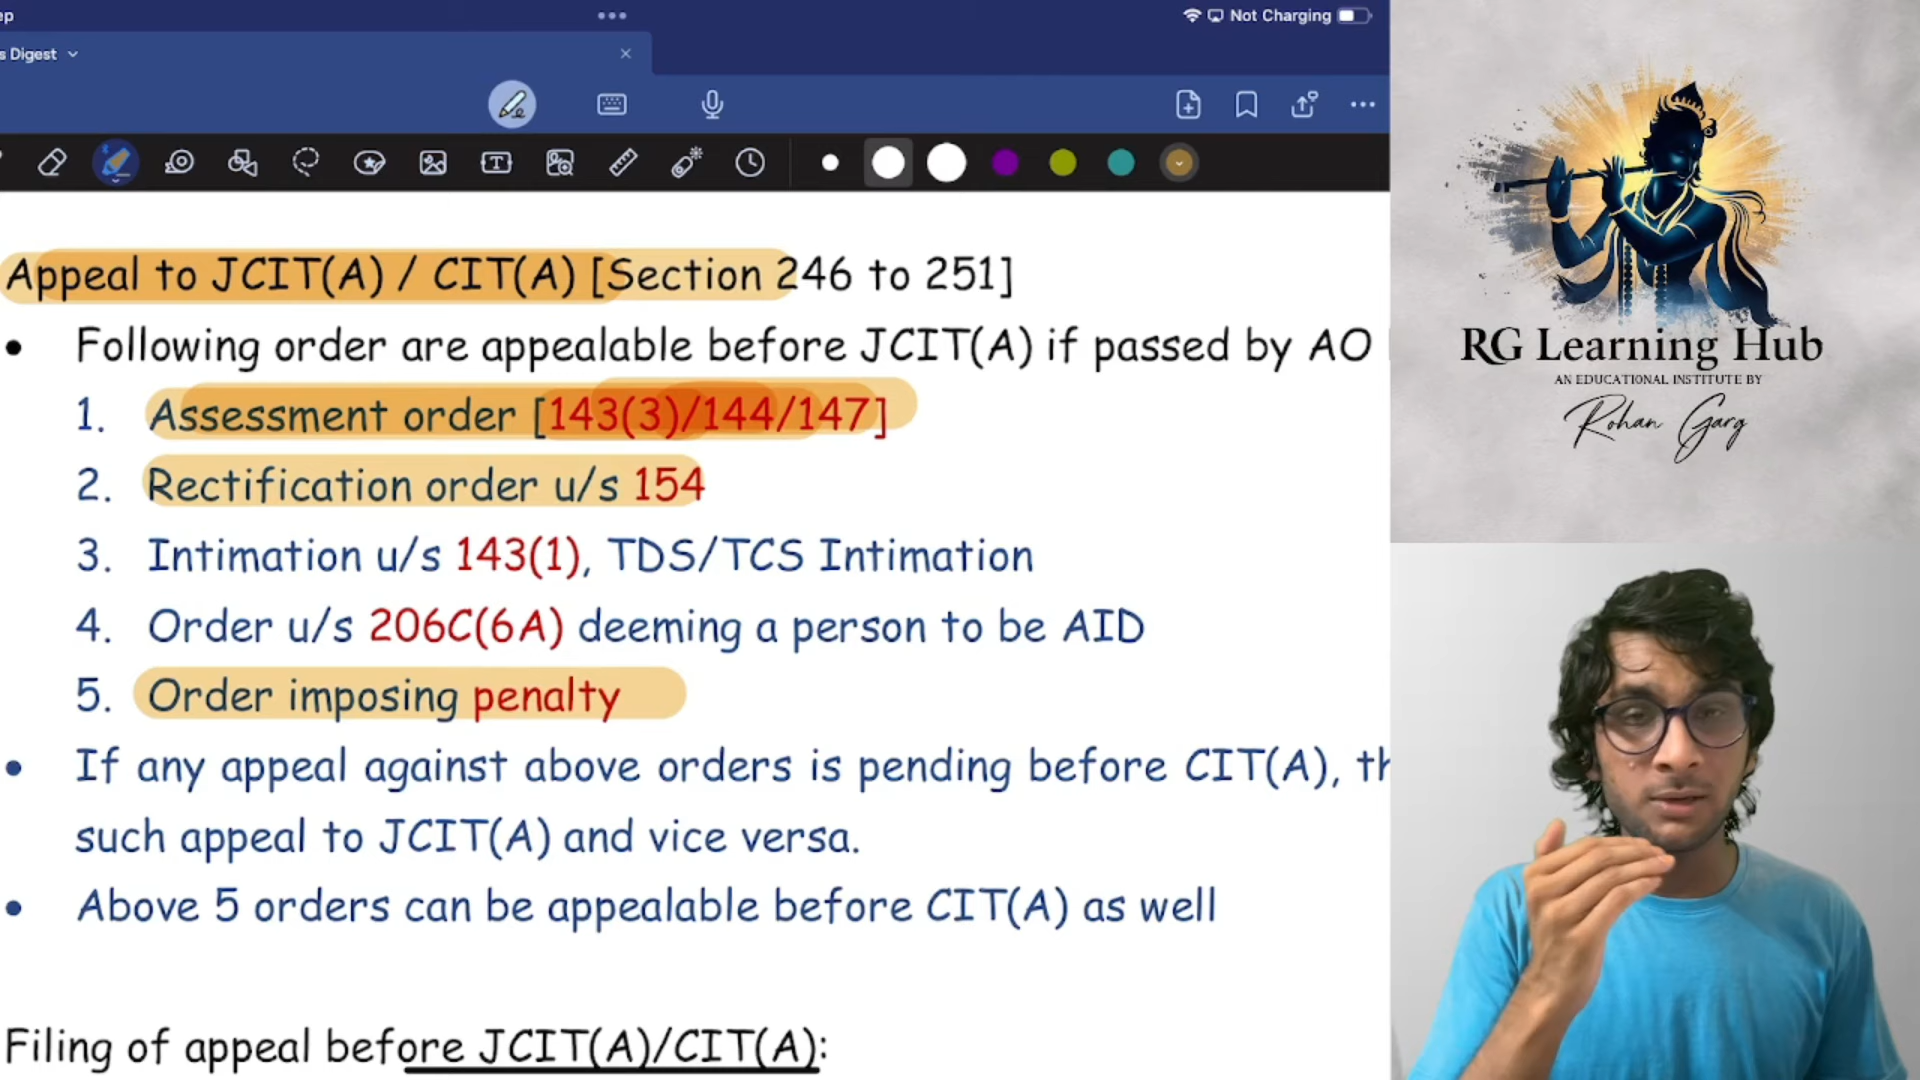 ep
Not Charging
s Digest
Appeal to JCIT(A) / CIT(A) [Section 246 to 251]
• Following order are appealable before JCIT(A) if passed by AO
1. Assessment order [143(3)/144/147]
2. Rectification order u/s 154
3. Intimation u/s 143(1), TDS/TCS Intimation
4. Order u/s 206C(6A) deeming a person to be AID
5. Order imposing penalty
• If any appeal against above orders is pending before CIT(A),
such appeal to JCIT(A) and vice versa.
• Above 5 orders can be appealable before CIT(A) as well
Filing of appeal before JCIT(A)/CIT(A):
RG Learning Hub
AN EDUCATIONAL INSTITUTE BY
Rohan Garg